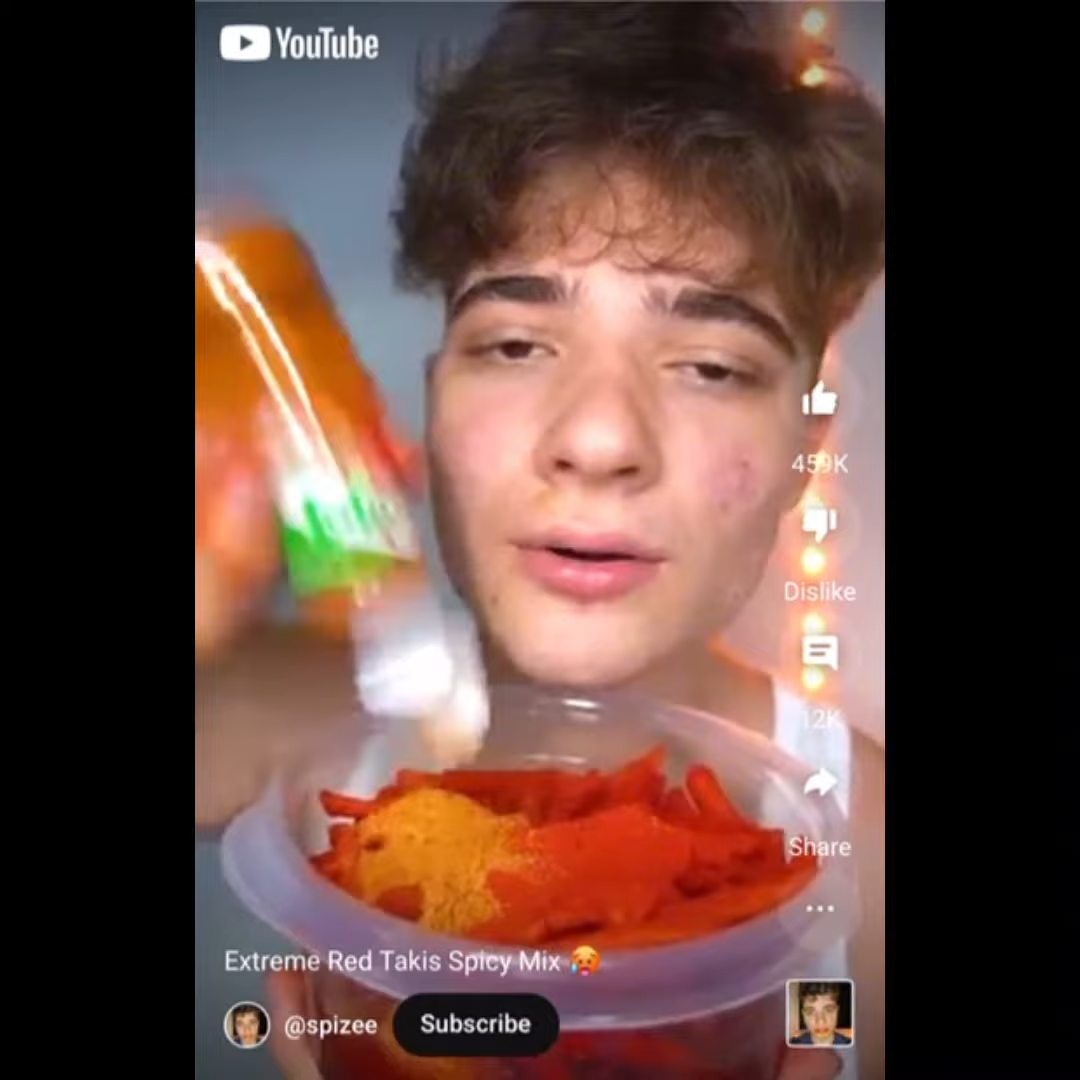 YouTube
459K
Dislike
12K
Share
Extreme Red Takis Spicy Mix 🥵
@spizee
Subscribe